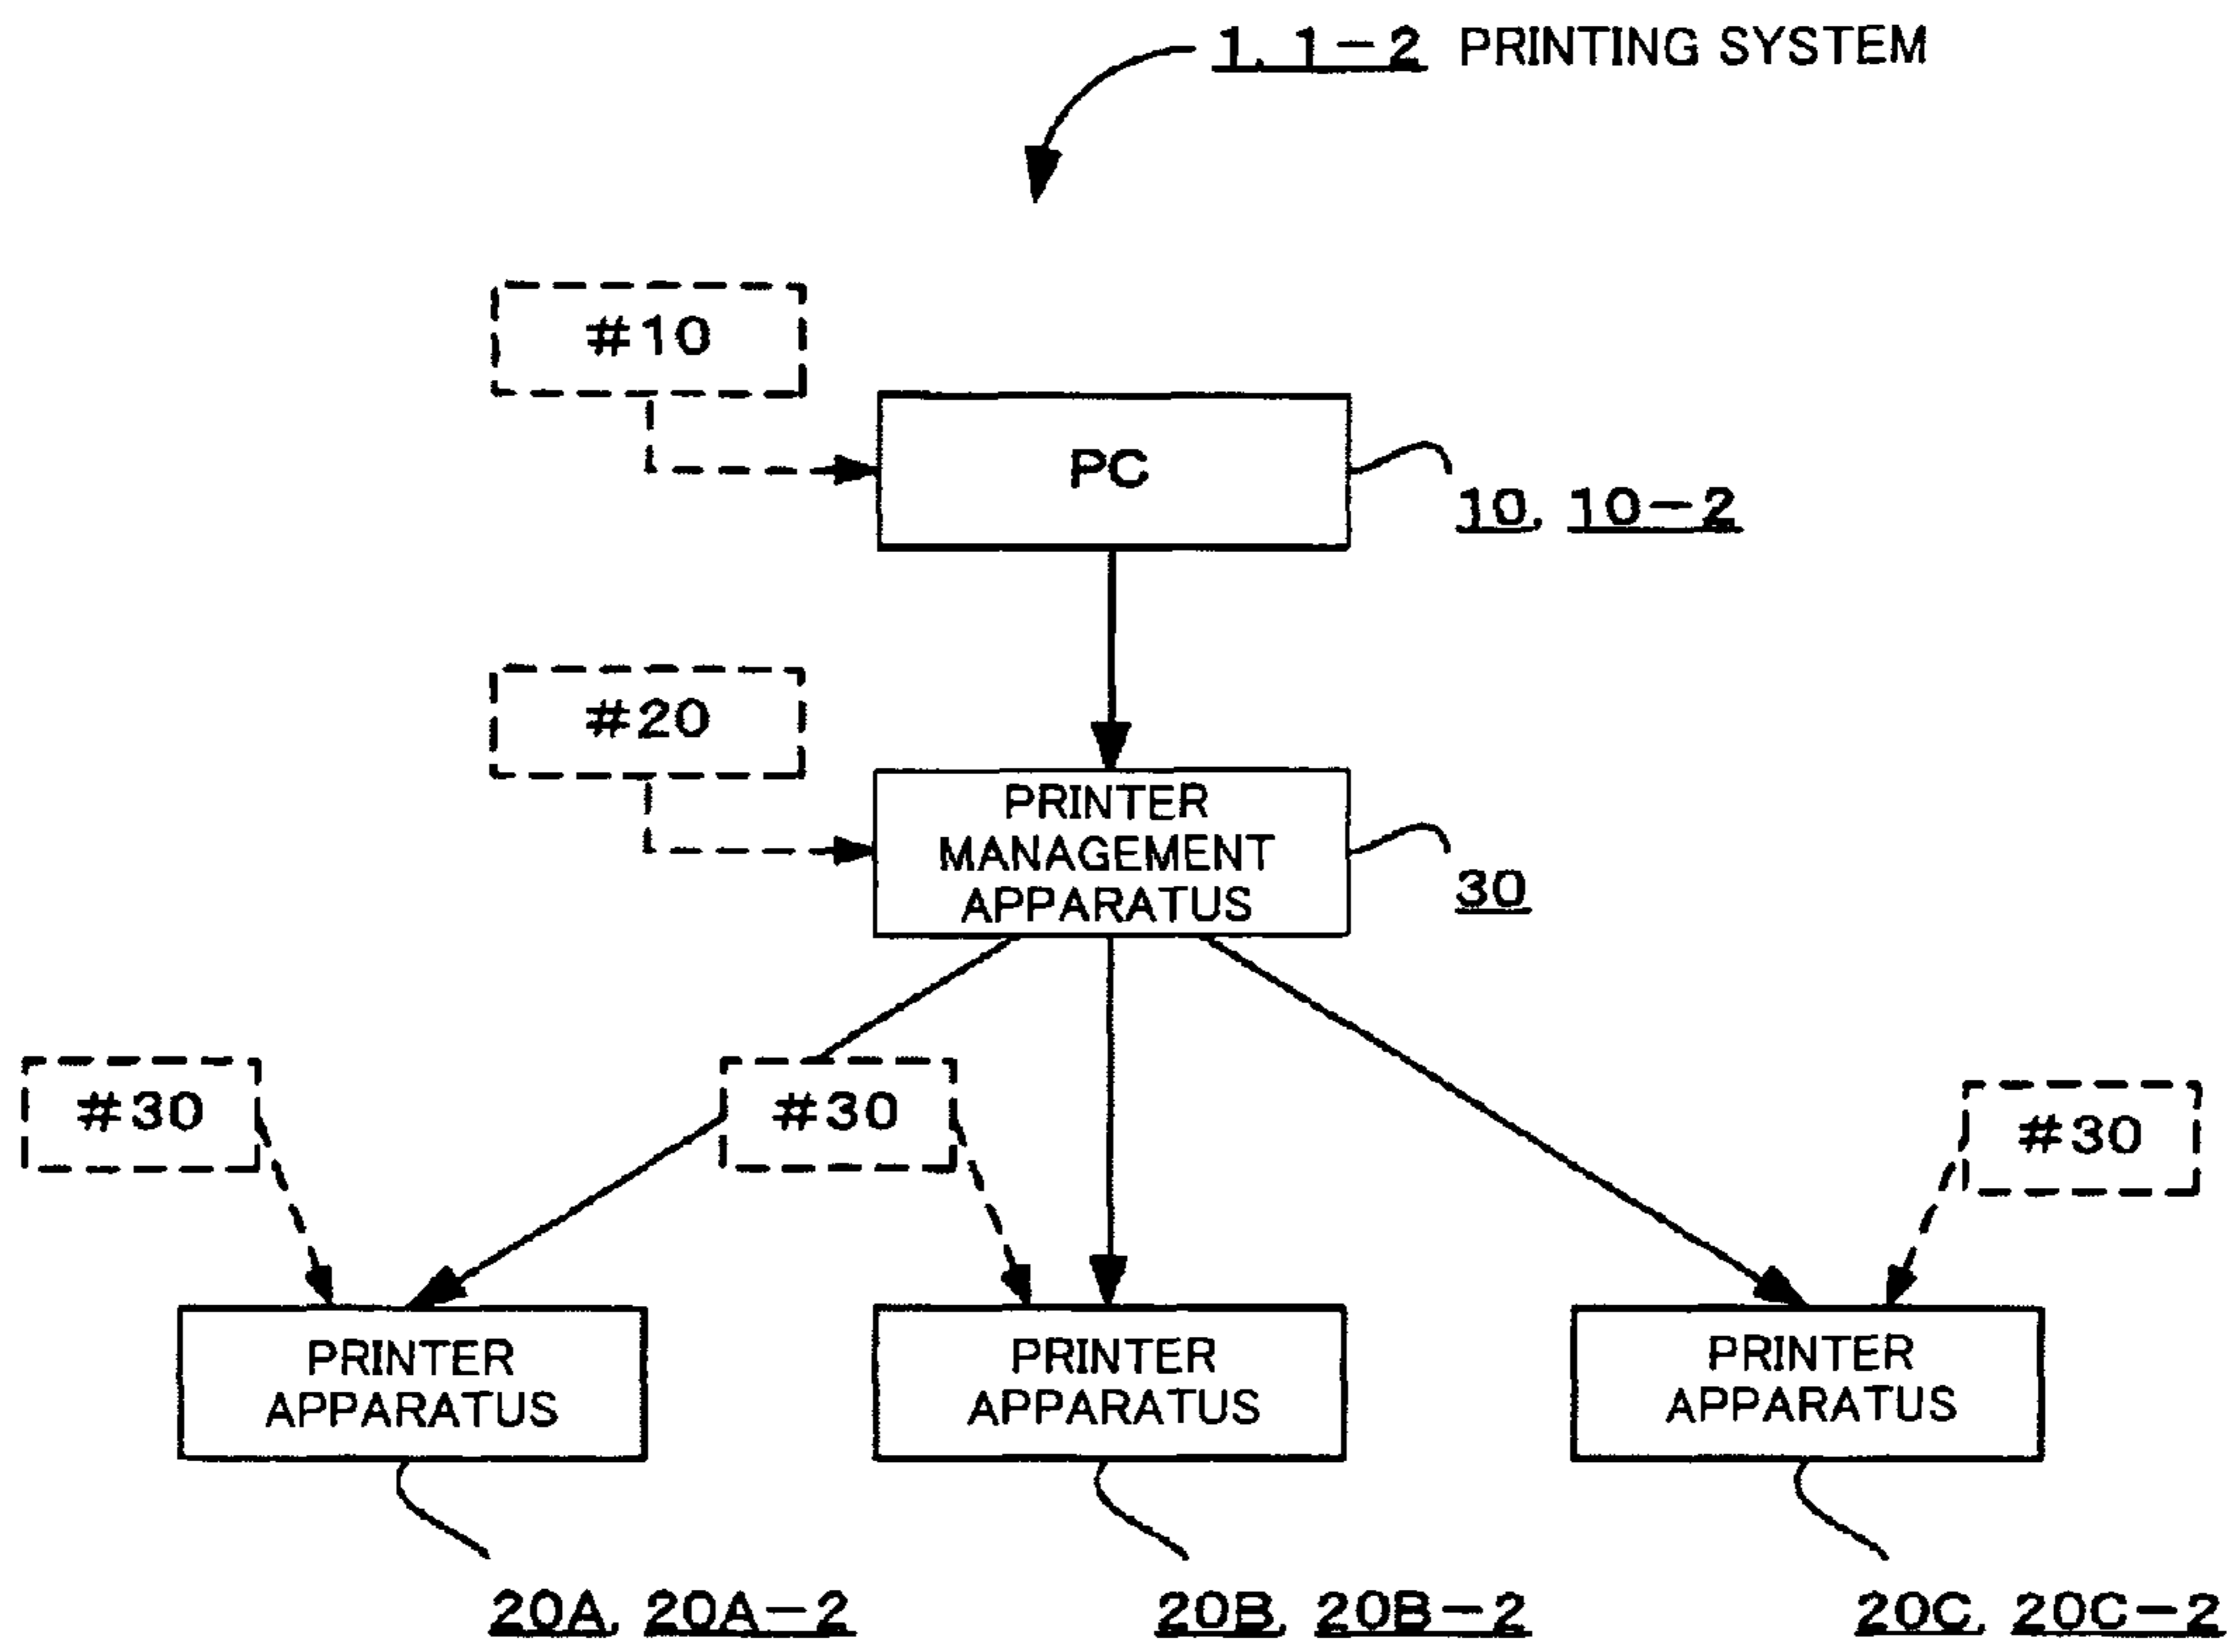 1, 1-2 PRINTING SYSTEM
#10
PC
10, 10-2
#20
PRINTER
MANAGEMENT
APPARATUS
30
#30
#30
#30
PRINTER
APPARATUS
PRINTER
APPARATUS
PRINTER
APPARATUS
20A, 20A-2
20B, 20B-2
20C, 20C-2